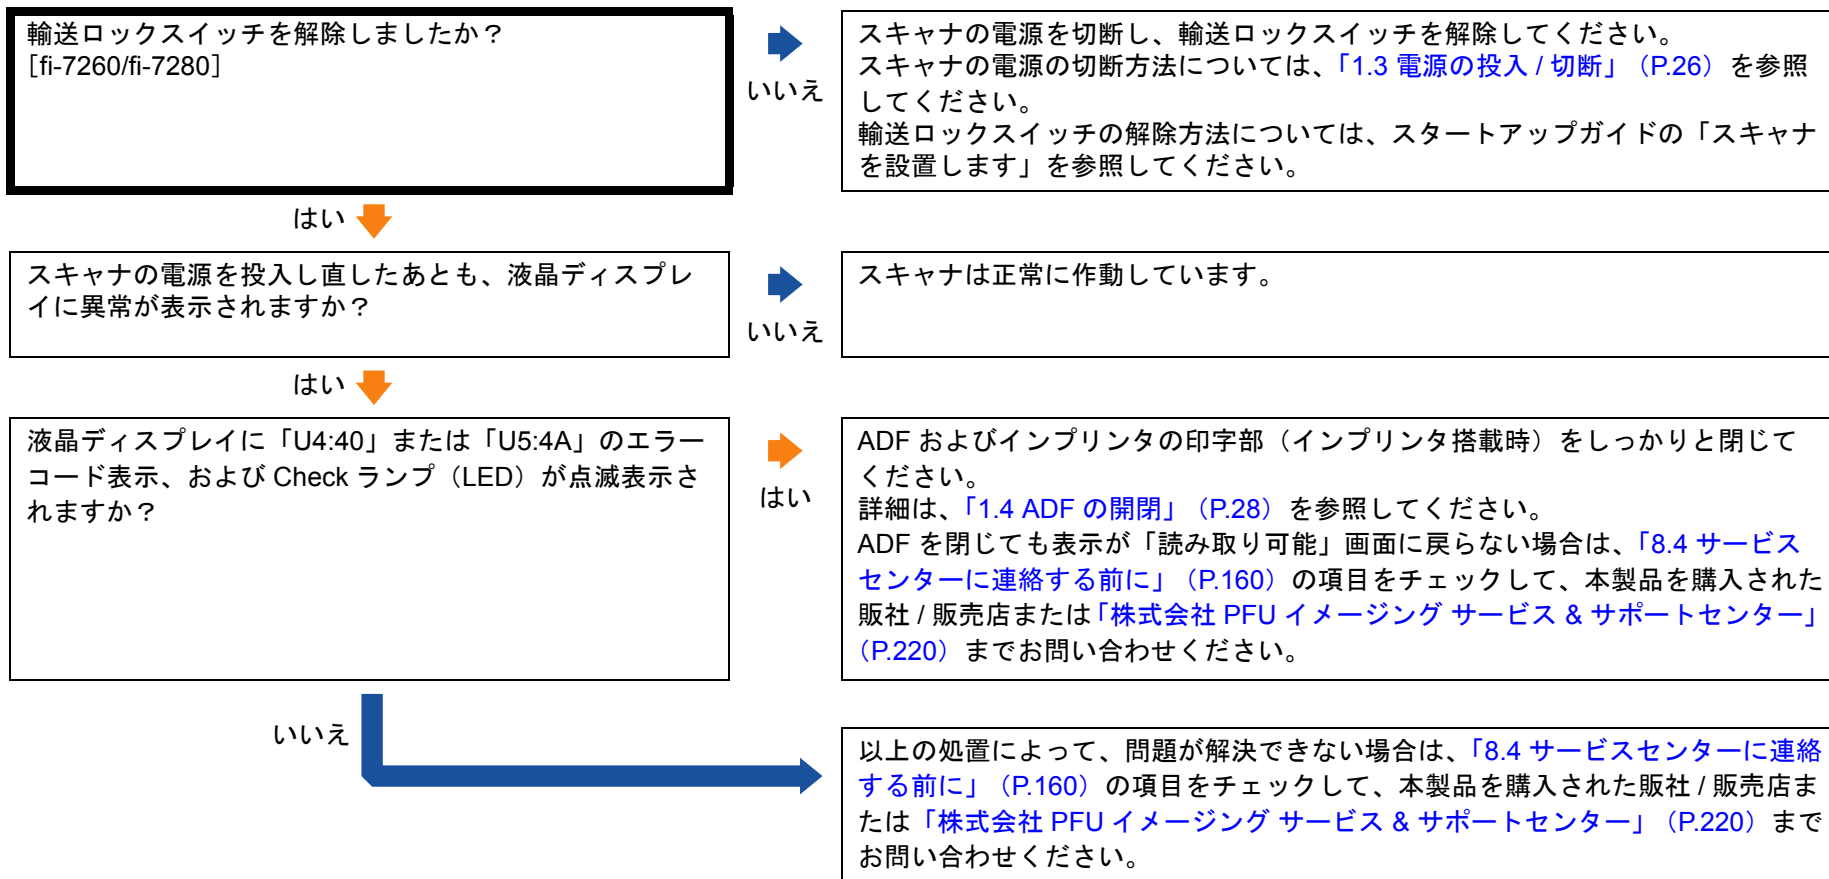 輸送ロックスイッチを解除しましたか？
［fi-7260/fi-7280］
いいえ
スキャナの電源を切断し、輸送ロックスイッチを解除してください。
スキャナの電源の切断方法については、「1.3 電源の投入 / 切断」（P.26）を参照
してください。
輸送ロックスイッチの解除方法については、スタートアップガイドの「スキャナ
を設置します」を参照してください。
はい
スキャナの電源を投入し直したあとも、液晶ディスプレ
イに異常が表示されますか？
いいえ
スキャナは正常に作動しています。
はい
液晶ディスプレイに「U4:40」または「U5:4A」のエラー
コード表示、および Check ランプ（LED）が点滅表示さ
れますか？
はい
ADF およびインプリンタの印字部（インプリンタ搭載時）をしっかりと閉じて
ください。
詳細は、「1.4 ADF の開閉」（P.28）を参照してください。
ADF を閉じても表示が「読み取り可能」画面に戻らない場合は、「8.4 サービス
センターに連絡する前に」（P.160）の項目をチェックして、本製品を購入された
販社 / 販売店または「株式会社 PFU イメージング サービス & サポートセンター」
（P.220）までお問い合わせください。
いいえ
以上の処置によって、問題が解決できない場合は、「8.4 サービスセンターに連絡
する前に」（P.160）の項目をチェックして、本製品を購入された販社 / 販売店ま
たは「株式会社 PFU イメージング サービス & サポートセンター」（P.220）まで
お問い合わせください。